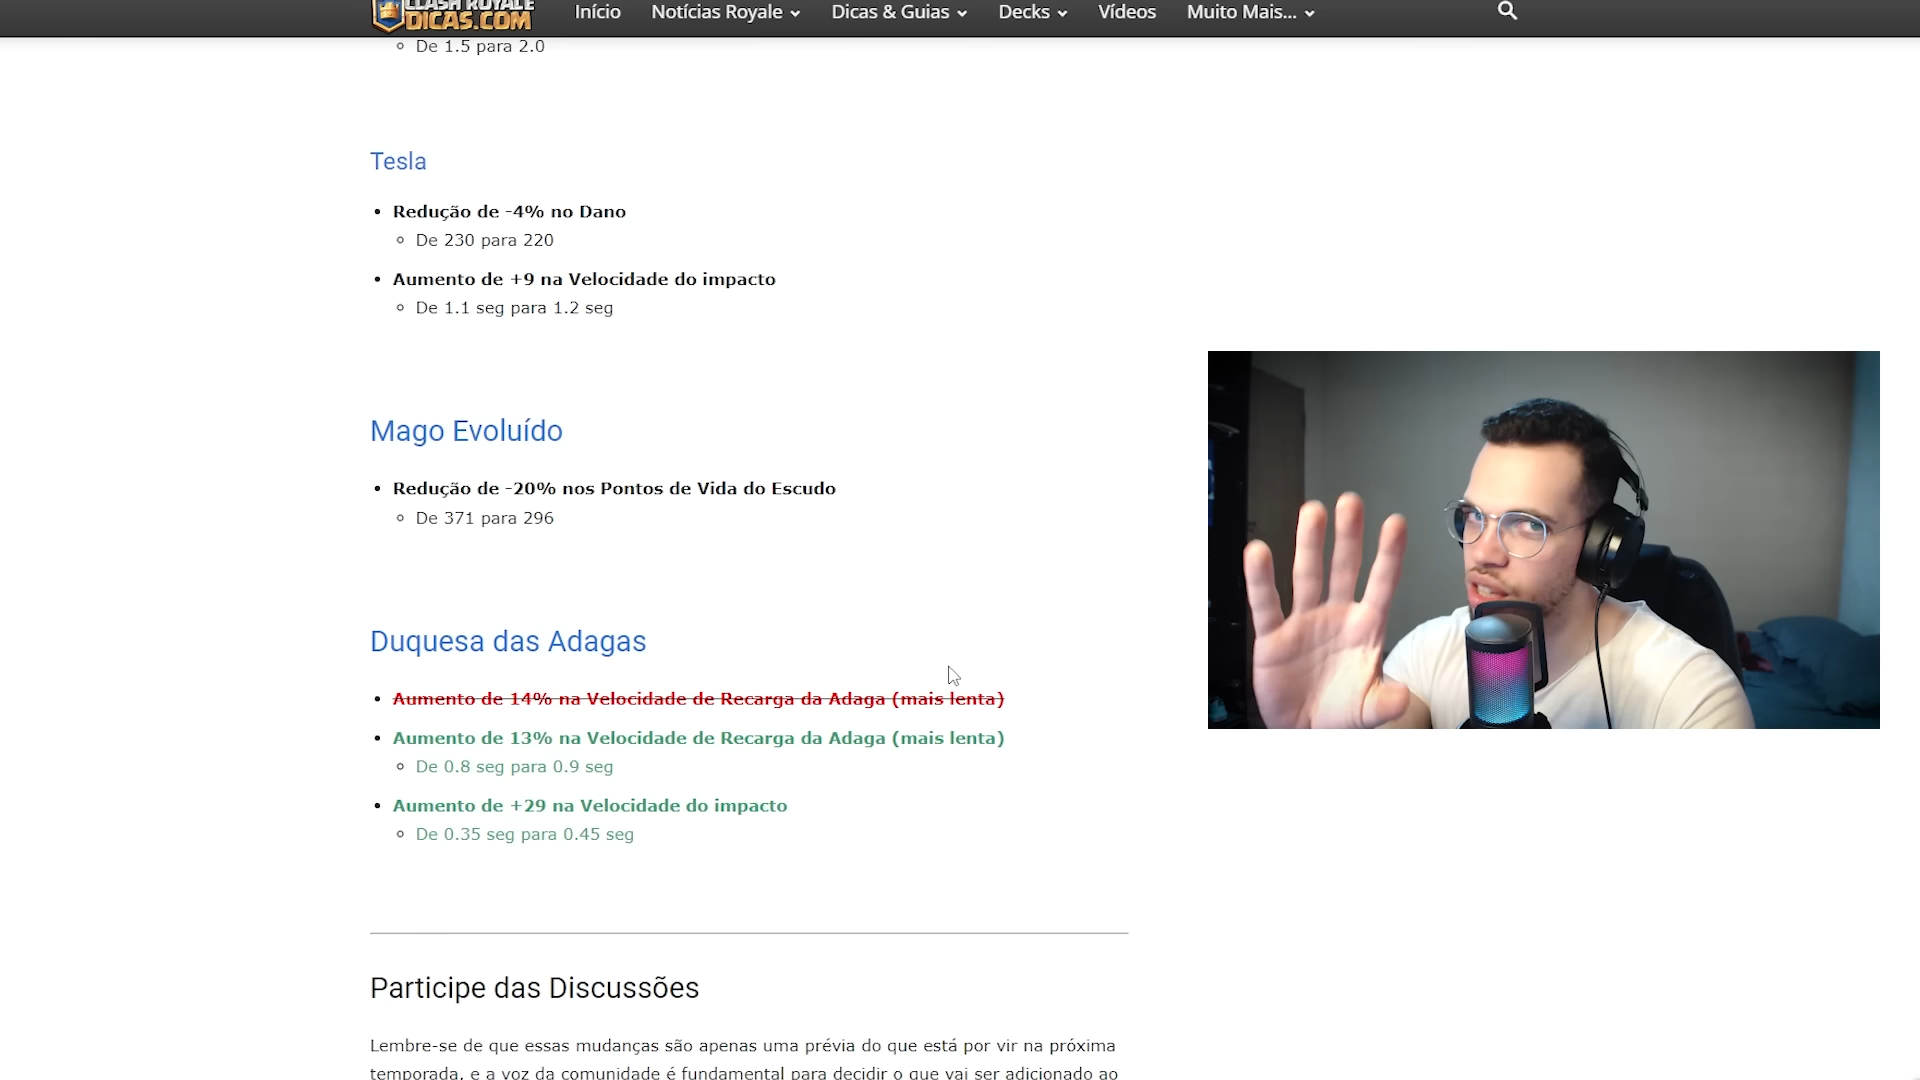 CLASH ROYALE
DICAS.COM
Início
Notícias Royale
Dicas & Guias
Decks
Vídeos
Muito Mais...
De 1.5 para 2.0
Tesla
Redução de -4% no Dano
De 230 para 220
Aumento de +9 na Velocidade do impacto
De 1.1 seg para 1.2 seg
Mago Evoluído
Redução de -20% nos Pontos de Vida do Escudo
De 371 para 296
Duquesa das Adagas
Aumento de 14% na Velocidade de Recarga da Adaga (mais lenta)
Aumento de 13% na Velocidade de Recarga da Adaga (mais lenta)
De 0.8 seg para 0.9 seg
Aumento de +29 na Velocidade do impacto
De 0.35 seg para 0.45 seg
Participe das Discussões
Lembre-se de que essas mudanças são apenas uma prévia do que está por vir na próxima
temporada, e a voz da comunidade é fundamental para decidir o que vai ser adicionado ao